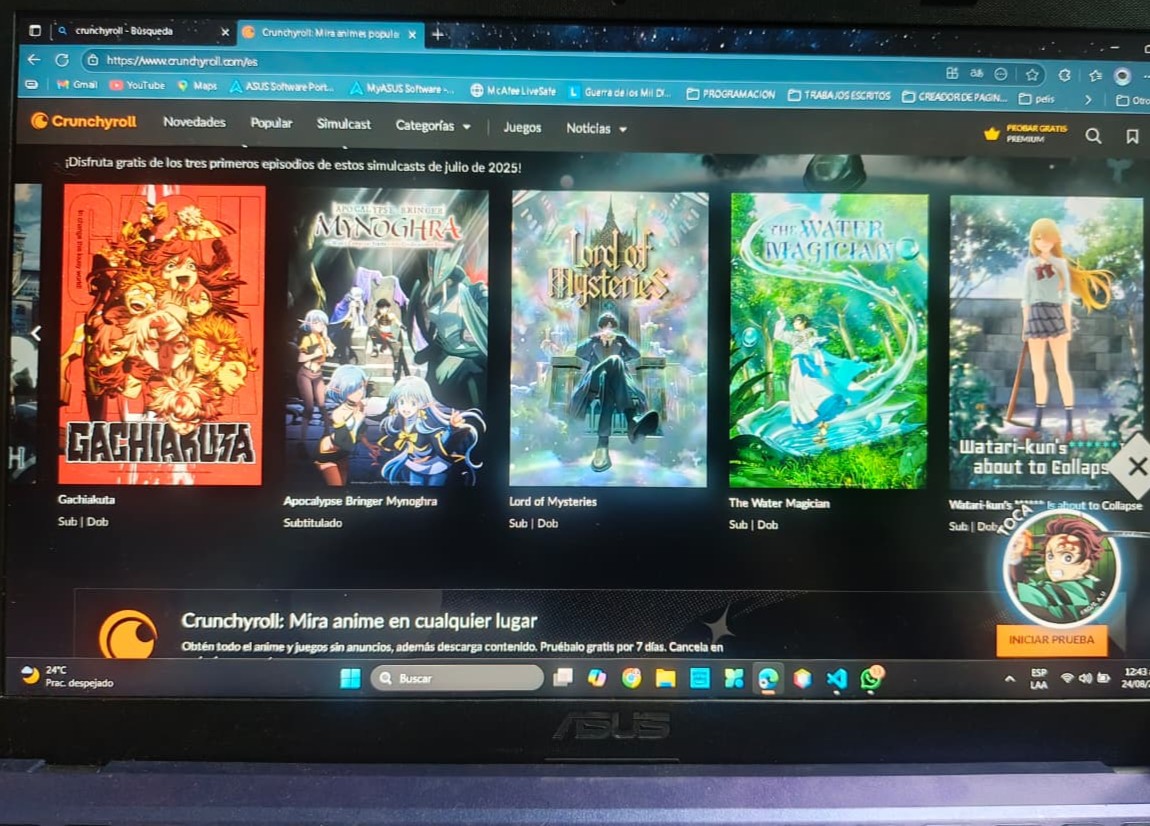 crunchyroll - Búsqueda
Crunchyroll: Mira animes popula
https://www.crunchyroll.com/es
Gmail
YouTube
Maps
ASUS Software Port...
MyASUS Software -...
McAfee LiveSafe
Guerra de los Mil Di...
PROGRAMACION
TRABAJOS ESCRITOS
CREADOR DE PAGIN...
pelis
Otro
Crunchyroll
Novedades
Popular
Simulcast
Categorías
Juegos
Noticias
PROBAR GRATIS
PREMIUM
¡Disfruta gratis de los tres primeros episodios de estos simulcasts de julio de 2025!
GACHIAKUTA
APOCALYPSE BRINGER
MYNOGHRA
Lord of
Mysteries
THE WATER
MAGICIAN
Watari-kun's ******
about to Collaps
Gachiakuta
Sub | Dob
Apocalypse Bringer Mynoghra
Subtitulado
Lord of Mysteries
Sub | Dob
The Water Magician
Sub | Dob
Watari-kun's ****** Is about to Collapse
Sub | Dob
TOCA
Crunchyroll: Mira anime en cualquier lugar
Obtén todo el anime y juegos sin anuncios, además descarga contenido. Pruébalo gratis por 7 días. Cancela en
INICIAR PRUEBA
24°C
Prac. despejado
Buscar
ESP
LAA
12:43
24/08/
ASUS